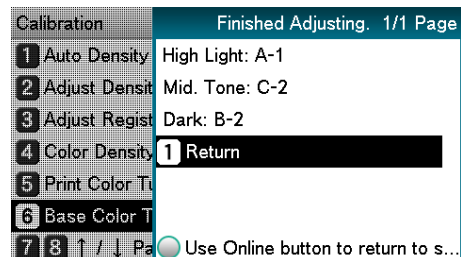 Calibration
1 Auto Density
2 Adjust Densit
3 Adjust Regist
4 Color Density
5 Print Color T
6 Base Color T
7 8 ↑ / ↓ Pa
Finished Adjusting. 1/1 Page
High Light: A-1
Mid. Tone: C-2
Dark: B-2
1 Return
Use Online button to return to s...